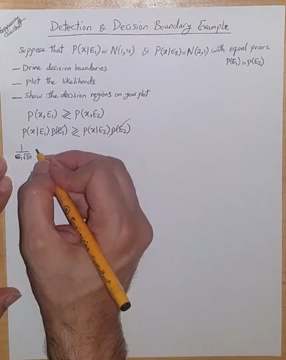 Detection & Decision Boundary Example
Suppose that P(X|E₁) = N(1,4) & P(X|E₂) = N(2,1) with equal priors
P(E₁) = P(E₂)
– Drive decision boundaries
– Plot the likelihoods
– Show the decision regions on your plot
P(x,E₁) ≷ P(x,E₂)
P(x|E₁) P(E₁) ≷ P(x|E₂) P(E₂)